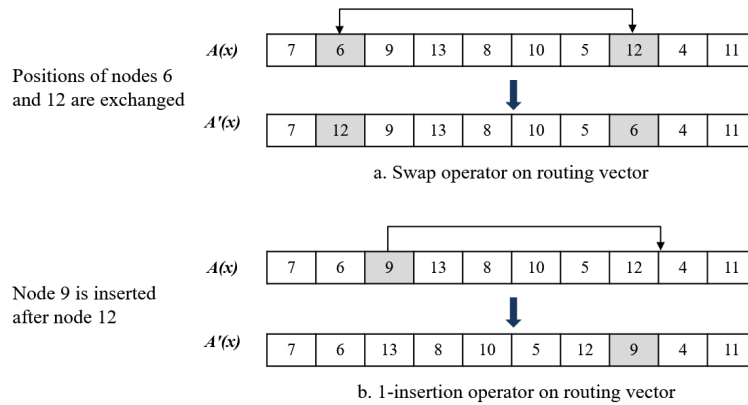 A(x) 7 6 9 13 8 10 5 12 4 11
Positions of nodes 6
and 12 are exchanged
A'(x) 7 12 9 13 8 10 5 6 4 11
a. Swap operator on routing vector
A(x) 7 6 9 13 8 10 5 12 4 11
Node 9 is inserted
after node 12
A'(x) 7 6 13 8 10 5 12 9 4 11
b. 1-insertion operator on routing vector